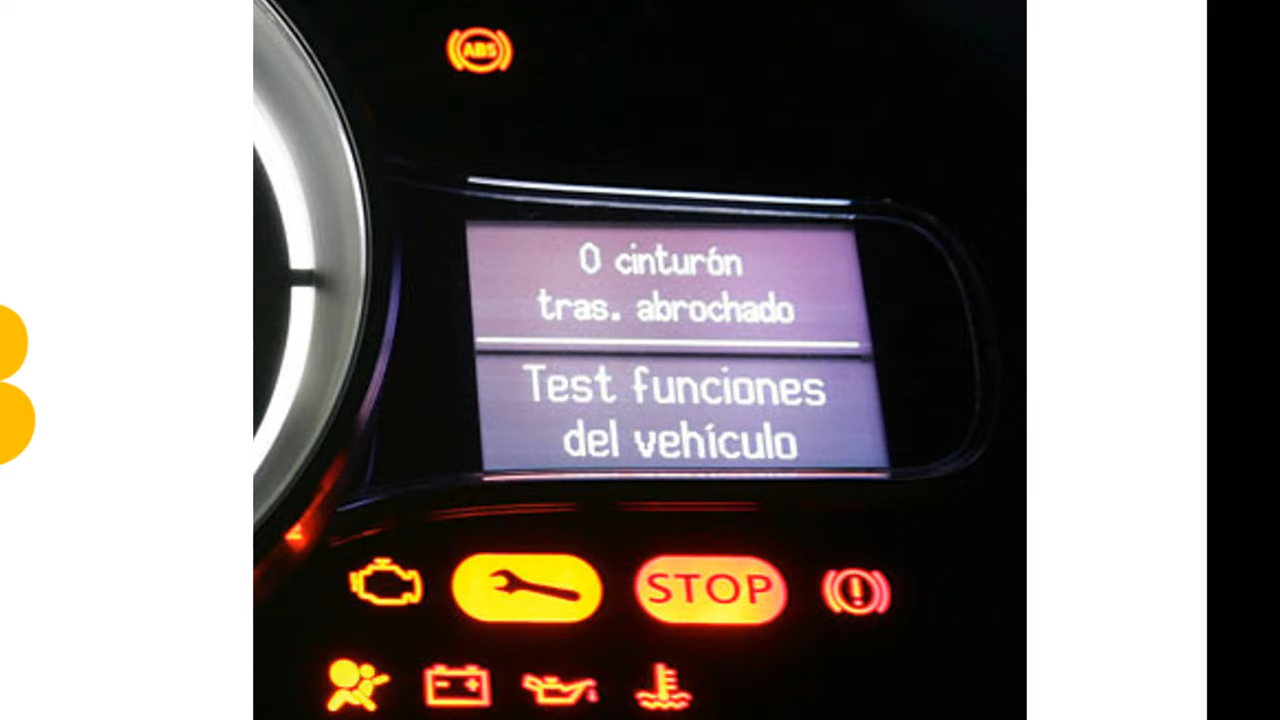 ABS
0 cinturón
tras. abrochado
Test funciones
del vehículo
STOP